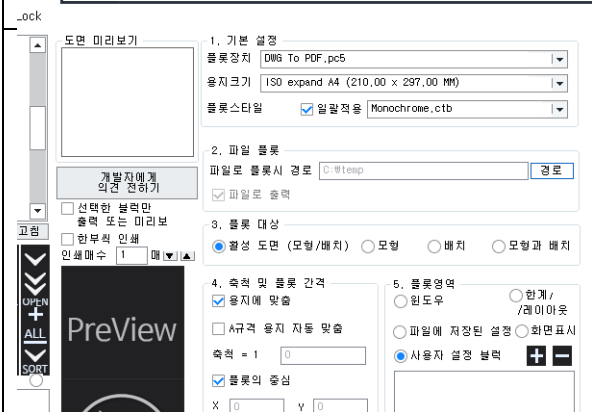 Lock
도면 미리보기
1. 기본 설정
플롯장치 DWG To PDF.pc5
용지크기 ISO expand A4 (210.00 x 297.00 MM)
플롯스타일 일괄적용 Monochrome.ctb
2. 파일 플롯
파일로 플롯시 경로 C:₩temp 경로
파일로 출력
개발자에게
의견 전하기
선택한 블럭만
출력 또는 미리보
한부씩 인쇄
인쇄매수 1 매
고침
OPEN
ALL
SORT
PreView
3. 플롯 대상
활성 도면 (모형/배치) 모형 배치 모형과 배치
4. 축척 및 플롯 간격
용지에 맞춤
A규격 용지 자동 맞춤
축척 = 1 0
플롯의 중심
X 0 Y 0
5. 플롯영역
윈도우 한계/
/레이아웃
파일에 저장된 설정 화면표시
사용자 설정 블럭